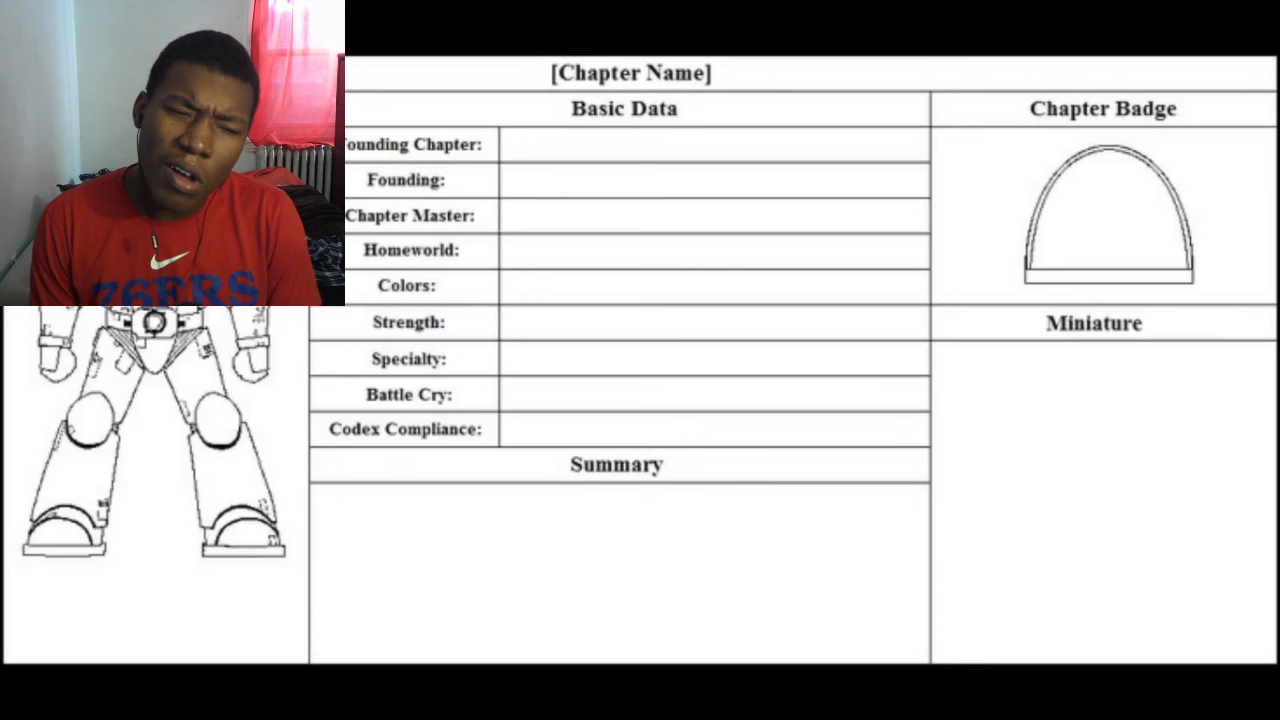 [Chapter Name]
Basic Data
Chapter Badge
ounding Chapter:
Founding:
Chapter Master:
Homeworld:
76ERS
Colors:
Strength:
Miniature
Specialty:
Battle Cry:
Codex Compliance:
Summary